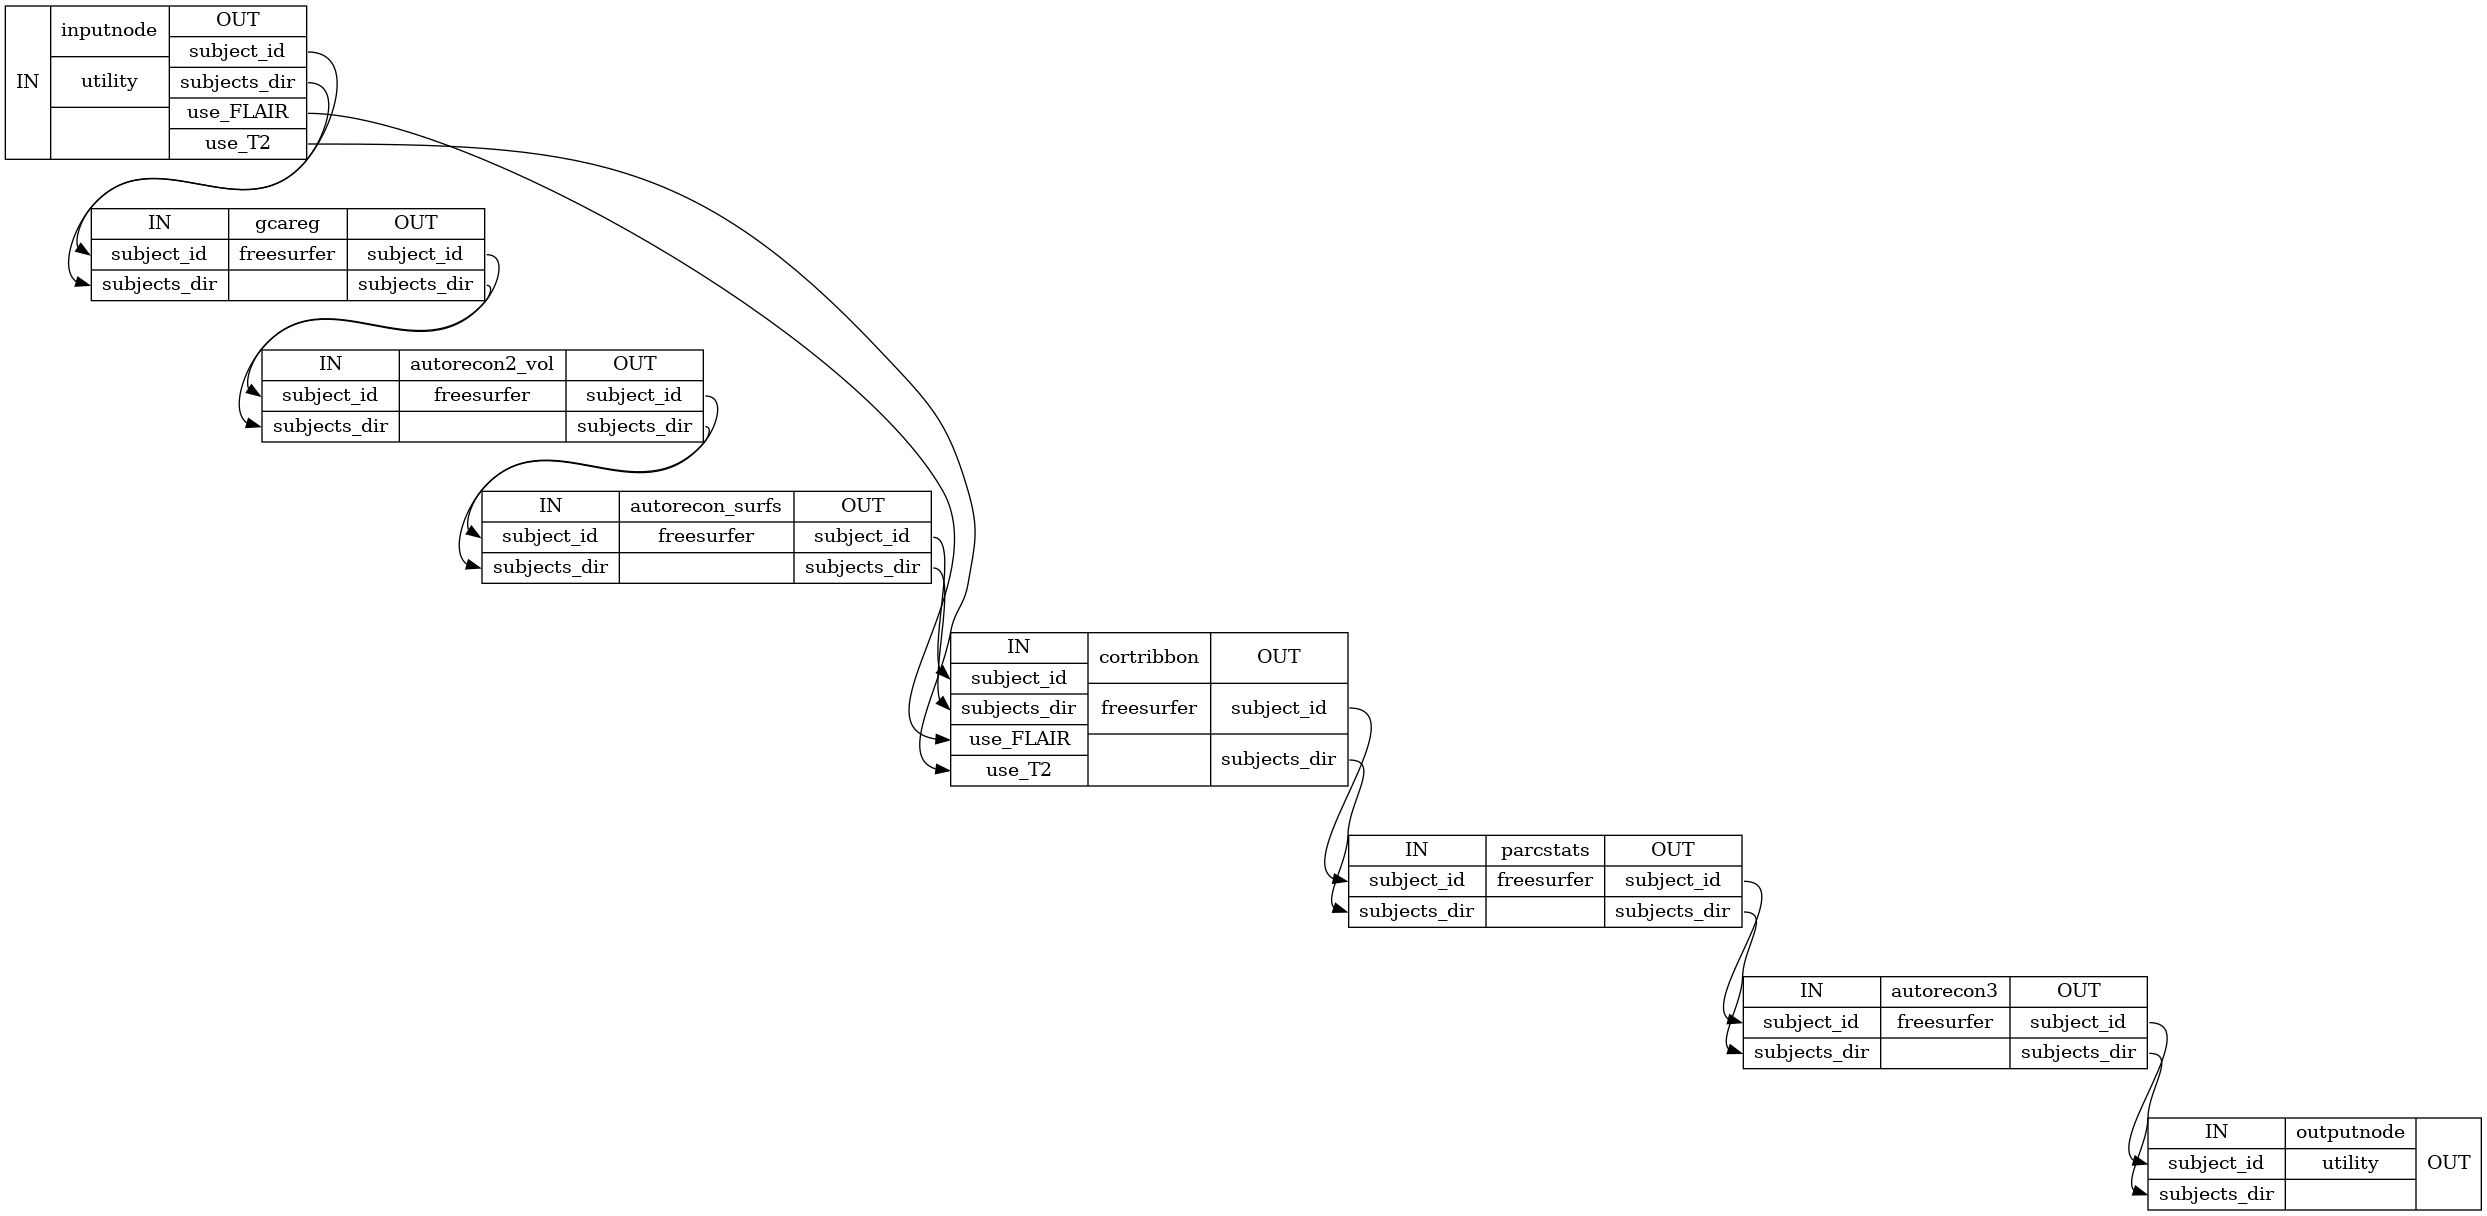 IN
inputnode
utility
OUT
subject_id
subjects_dir
use_FLAIR
use_T2
IN
subject_id
subjects_dir
gcareg
freesurfer
OUT
subject_id
subjects_dir
IN
subject_id
subjects_dir
autorecon2_vol
freesurfer
OUT
subject_id
subjects_dir
IN
subject_id
subjects_dir
autorecon_surfs
freesurfer
OUT
subject_id
subjects_dir
IN
subject_id
subjects_dir
use_FLAIR
use_T2
cortribbon
freesurfer
OUT
subject_id
subjects_dir
IN
subject_id
subjects_dir
parcstats
freesurfer
OUT
subject_id
subjects_dir
IN
subject_id
subjects_dir
autorecon3
freesurfer
OUT
subject_id
subjects_dir
IN
subject_id
subjects_dir
outputnode
utility
OUT